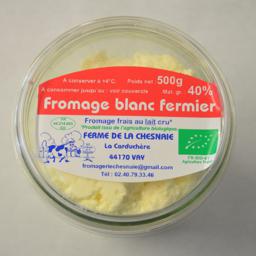 A conserver à +4°C. Poids net 500g
A consommer jusqu'au : voir couvercle Mat. gr. 40%
Fromage blanc fermier
Fromage frais au lait cru*
*Produit issu de l'agriculture biologique
FERME DE LA CHESNAIE
La Carduchère
44170 VAY
fromageriechesnaie@gmail.com
Tél : 02.40.79.33.46